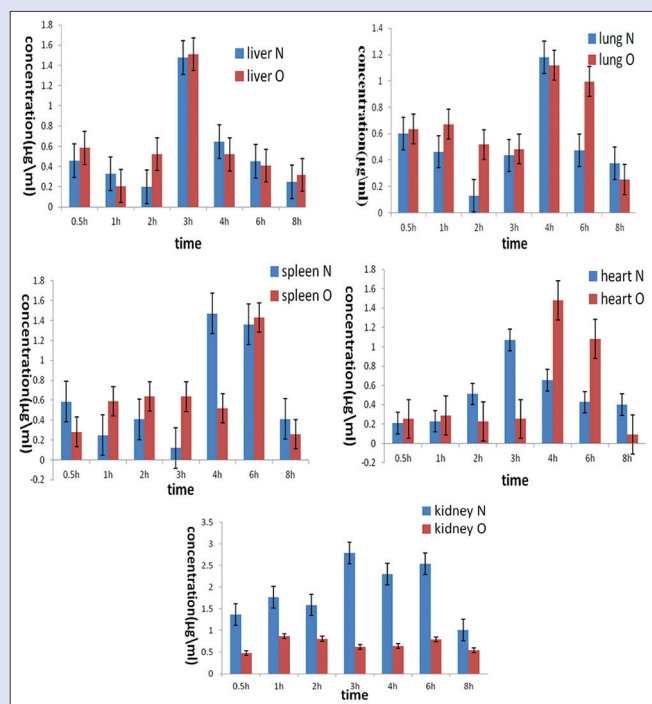 concentration(µg\ml)
1.8
1.6
1.4
1.2
1
0.8
0.6
0.4
0.2
0
liver N
liver O
0.5h 1h 2h 3h 4h 6h 8h
time
concentration(µg\ml)
1.4
1.2
1
0.8
0.6
0.4
0.2
0
lung N
lung O
0.5h 1h 2h 3h 4h 6h 8h
time
concentration(µg\ml)
1.8
1.6
1.4
1.2
1
0.8
0.6
0.4
0.2
0
-0.2
spleen N
spleen O
0.5h 1h 2h 3h 4h 6h 8h
time
concentration(µg\ml)
1.8
1.6
1.4
1.2
1
0.8
0.6
0.4
0.2
0
-0.2
heart N
heart O
0.5h 1h 2h 3h 4h 6h 8h
time
concentration(µg\ml)
3.5
3
2.5
2
1.5
1
0.5
0
kidney N
kidney O
0.5h 1h 2h 3h 4h 6h 8h
time